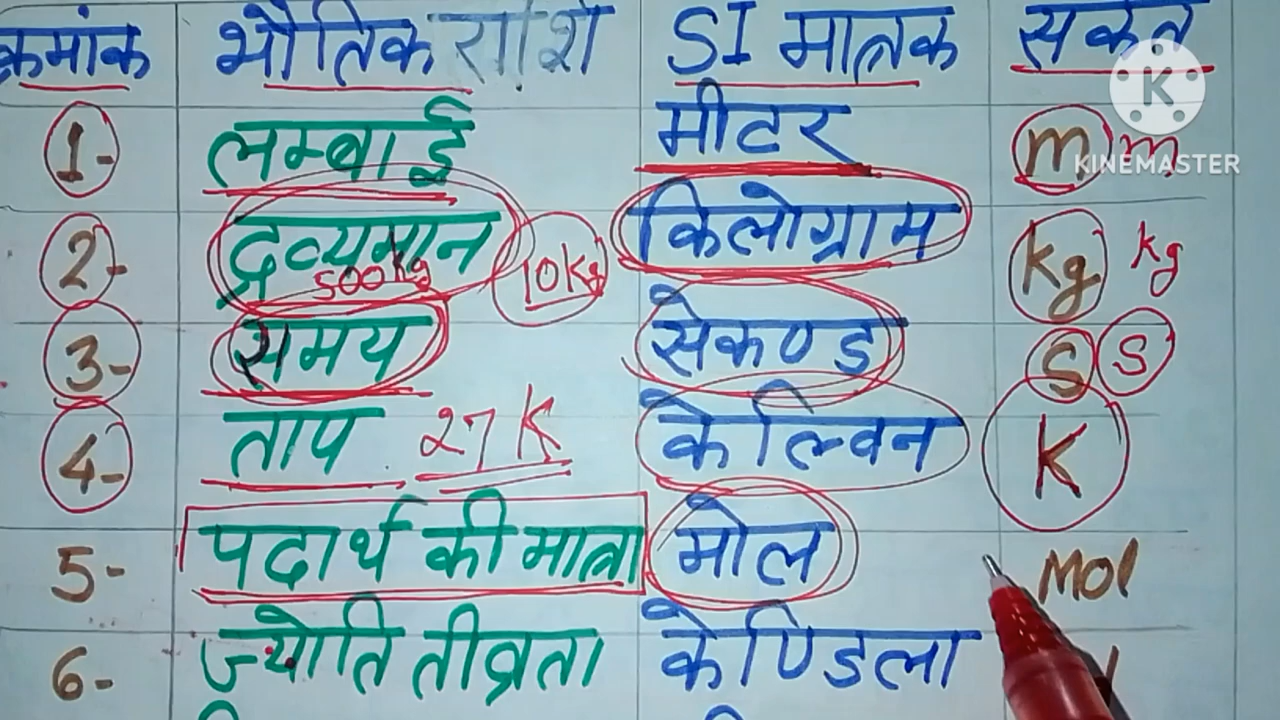 क्रमांक भौतिक राशि SI मात्रक संकेत
1- लम्बाई मीटर m m
2- द्रव्यमान 500kg 10Kg किलोग्राम kg kg
3- समय सेकण्ड S S
4- ताप 27 K केल्विन K
5- पदार्थ की मात्रा मोल Mol
6- ज्योति तीव्रता केण्डिला
K
KINEMASTER